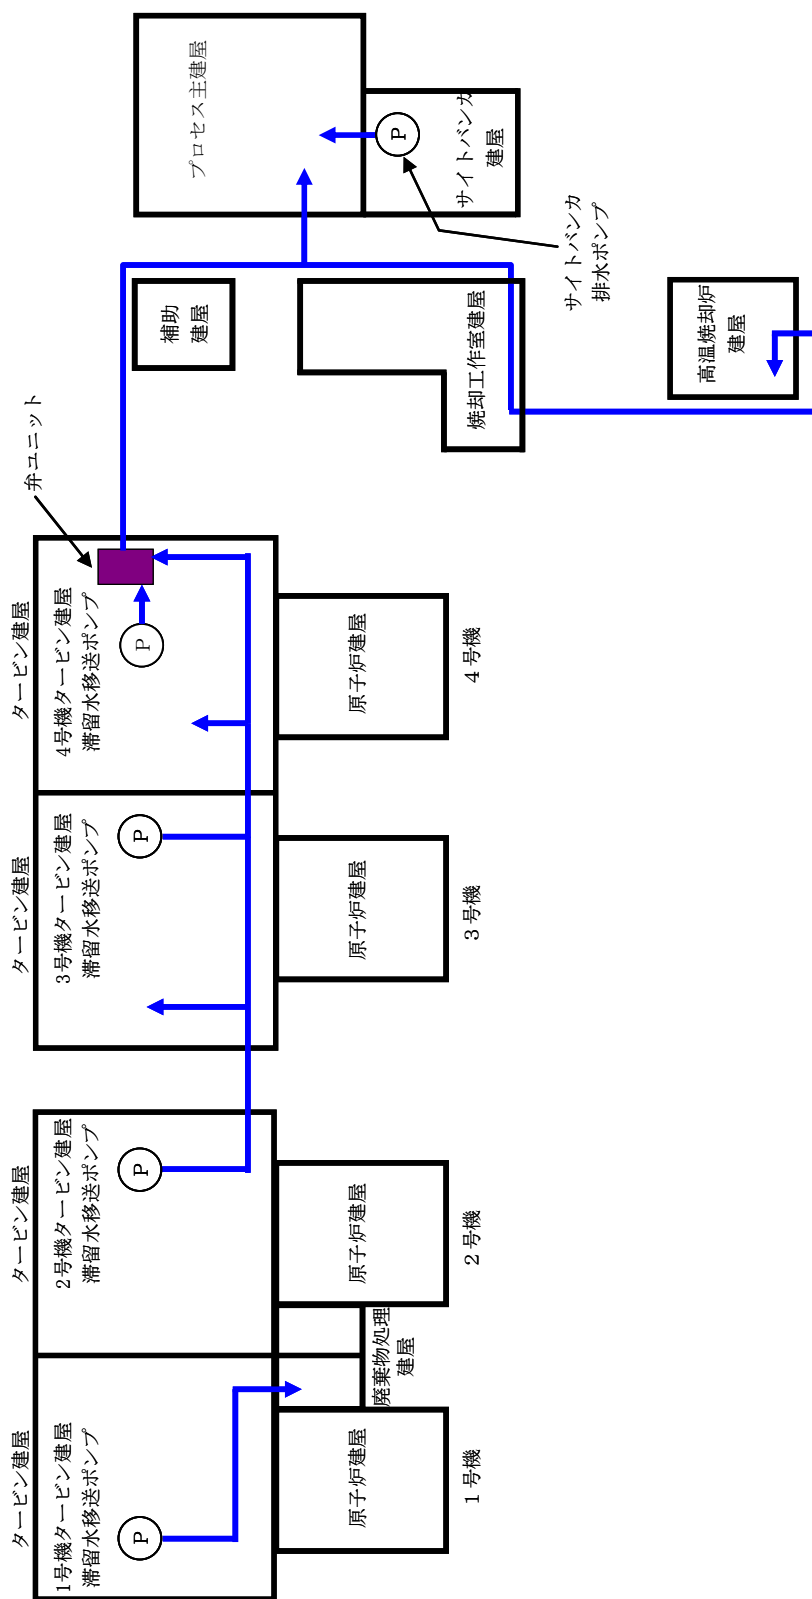 プロセス主建屋
サイトバンカ
建屋
P
サイトバンカ
排水ポンプ
補助
建屋
焼却工作室建屋
高温焼却炉
建屋
弁ユニット
タービン建屋
4号機タービン建屋
滞留水移送ポンプ
P
原子炉建屋
4号機
タービン建屋
3号機タービン建屋
滞留水移送ポンプ
P
原子炉建屋
3号機
タービン建屋
2号機タービン建屋
滞留水移送ポンプ
P
原子炉建屋
2号機
廃棄物処理
建屋
タービン建屋
1号機タービン建屋
滞留水移送ポンプ
P
原子炉建屋
1号機